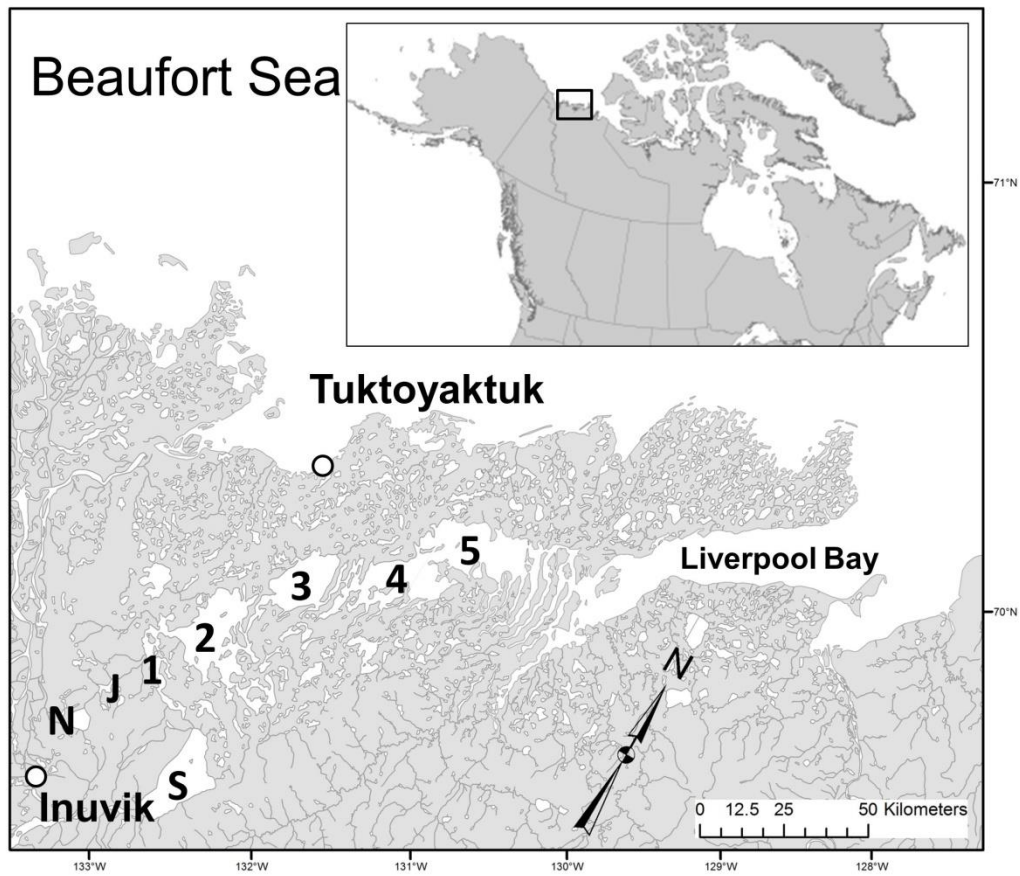 Beaufort Sea
71°N
Tuktoyaktuk
5
Liverpool Bay
3
4
70°N
2
1
N
J
N
S
Inuvik
0 12.5 25 50 Kilometers
133°W
132°W
131°W
130°W
129°W
128°W